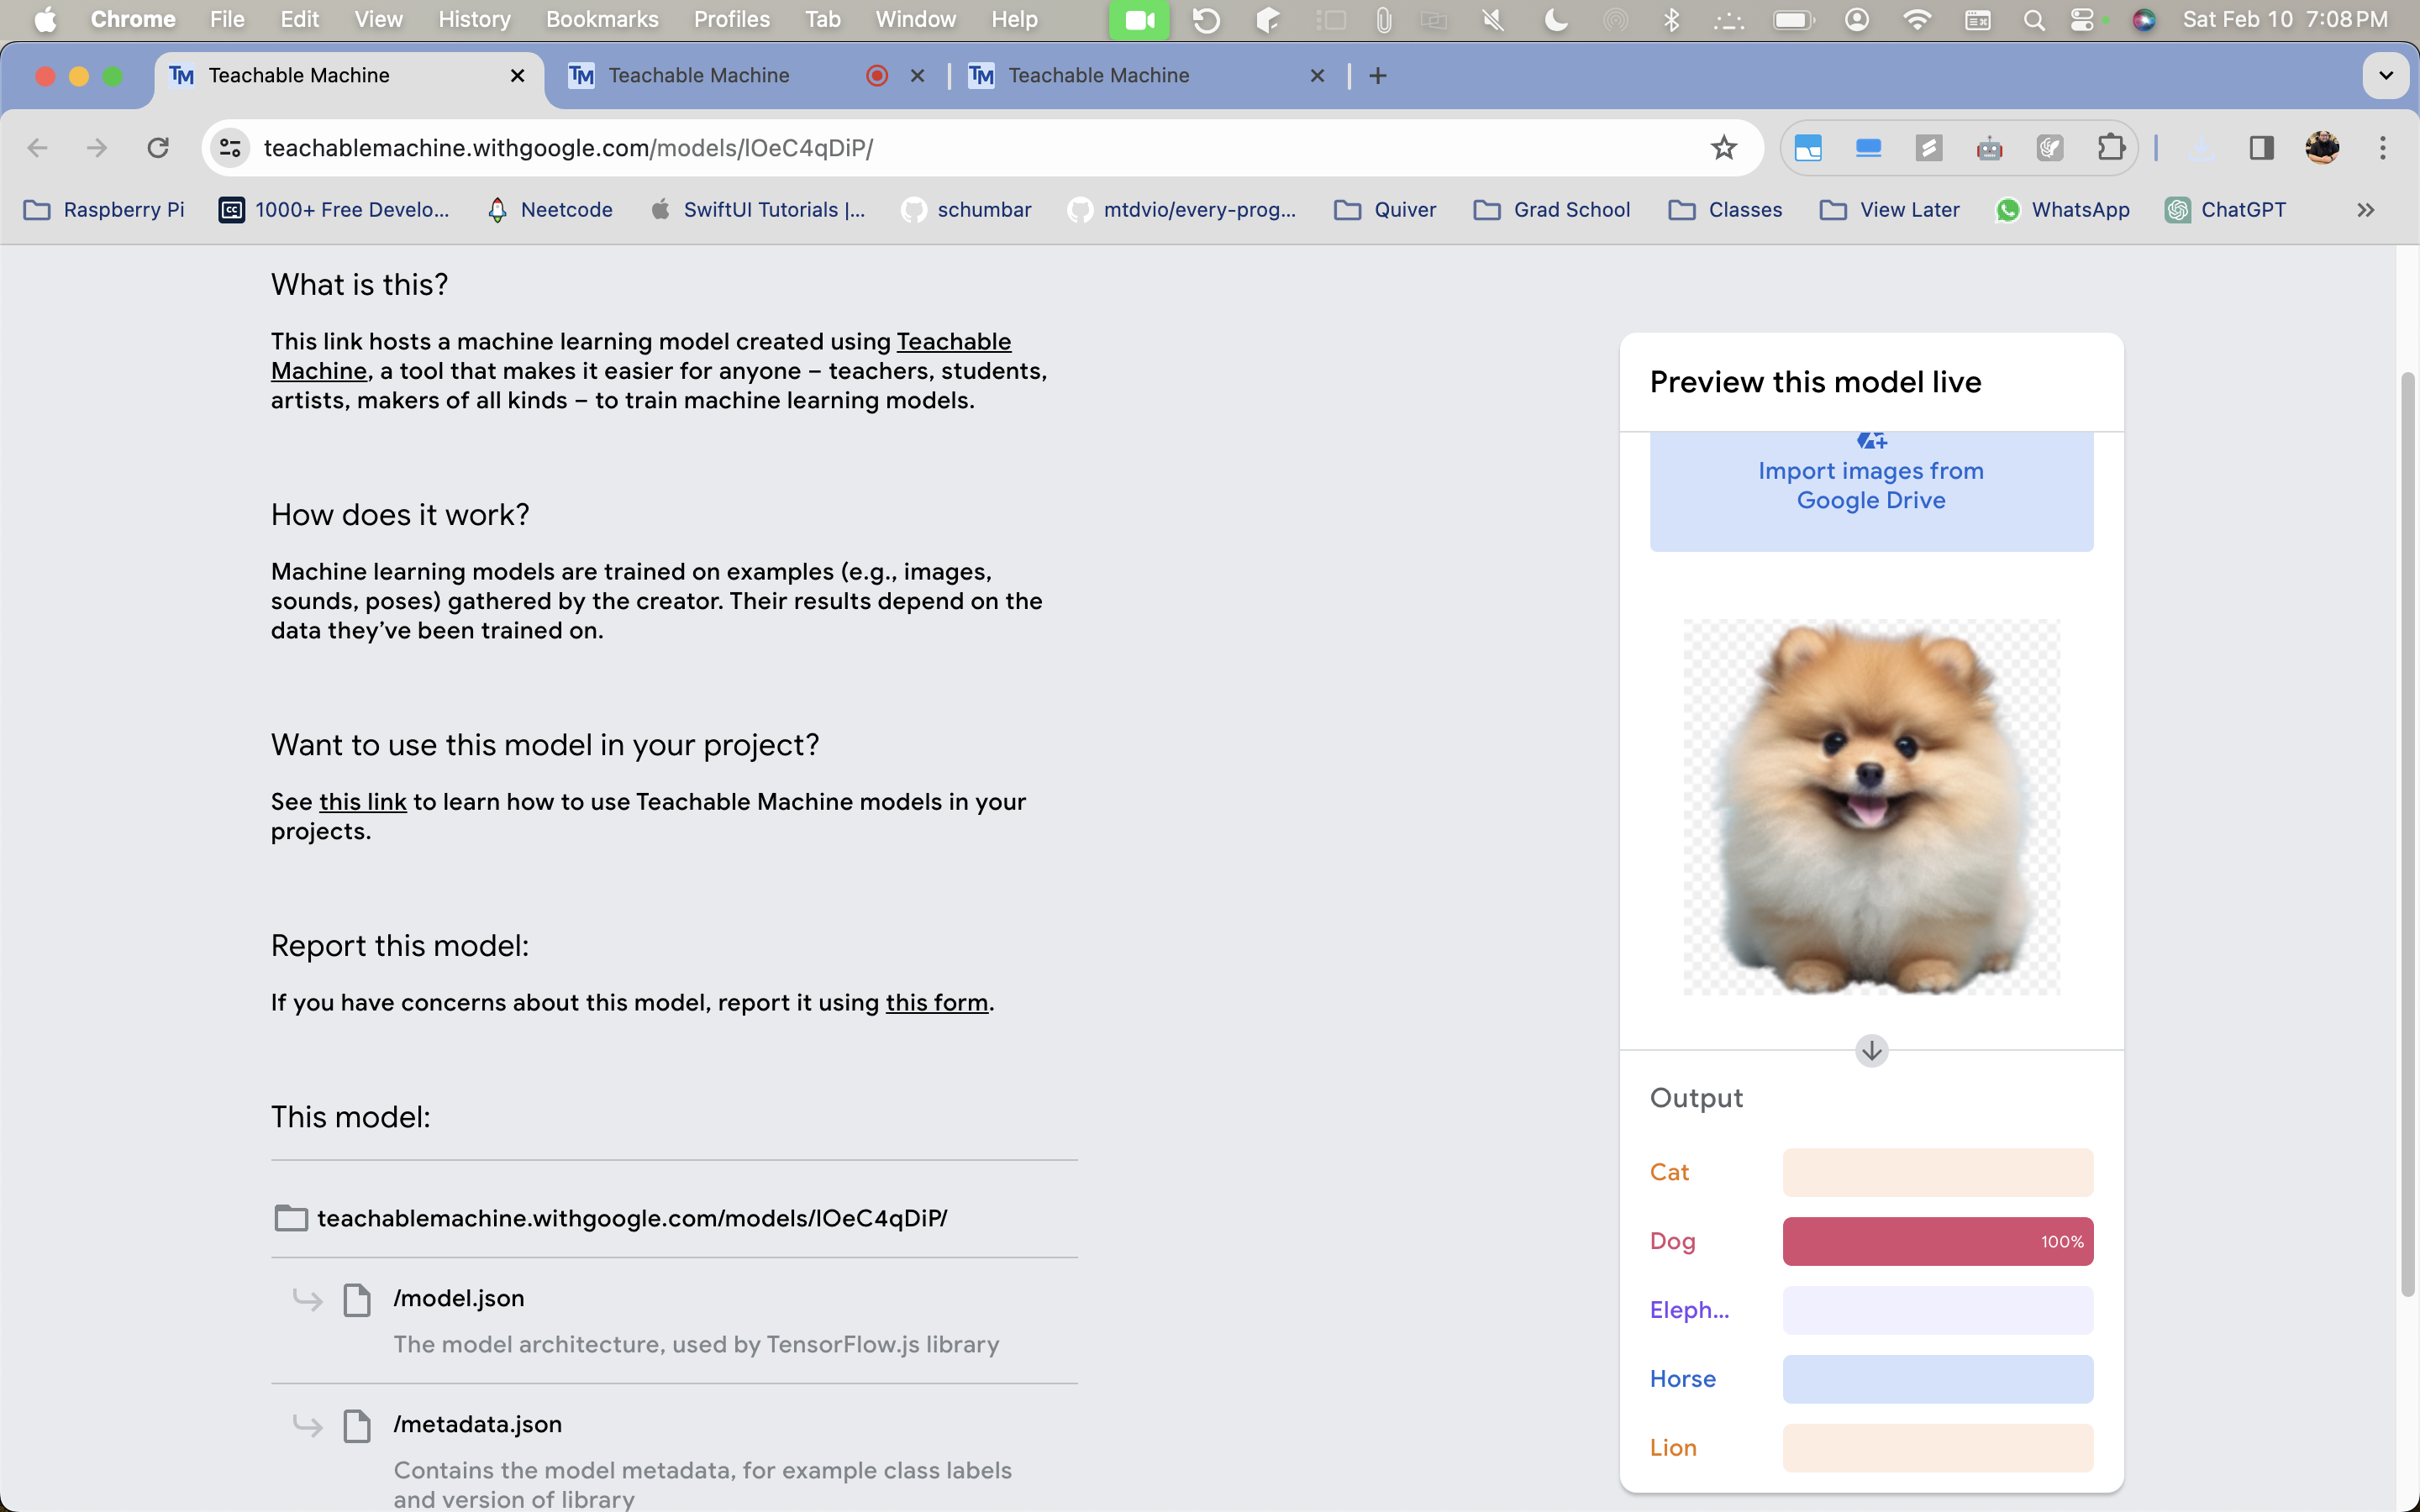 Chrome File Edit View History Bookmarks Profiles Tab Window Help Sat Feb 10 7:08 PM
Teachable Machine Teachable Machine Teachable Machine
teachablemachine.withgoogle.com/models/lOeC4qDiP/
Raspberry Pi 1000+ Free Develo... Neetcode SwiftUI Tutorials |... schumbar mtdvio/every-prog... Quiver Grad School Classes View Later WhatsApp ChatGPT
What is this?
This link hosts a machine learning model created using Teachable
Machine, a tool that makes it easier for anyone – teachers, students,
artists, makers of all kinds – to train machine learning models.
How does it work?
Machine learning models are trained on examples (e.g., images,
sounds, poses) gathered by the creator. Their results depend on the
data they’ve been trained on.
Want to use this model in your project?
See this link to learn how to use Teachable Machine models in your
projects.
Report this model:
If you have concerns about this model, report it using this form.
This model:
teachablemachine.withgoogle.com/models/lOeC4qDiP/
/model.json
The model architecture, used by TensorFlow.js library
/metadata.json
Contains the model metadata, for example class labels
and version of library
Preview this model live
Import images from
Google Drive
Output
Cat
Dog 100%
Eleph...
Horse
Lion